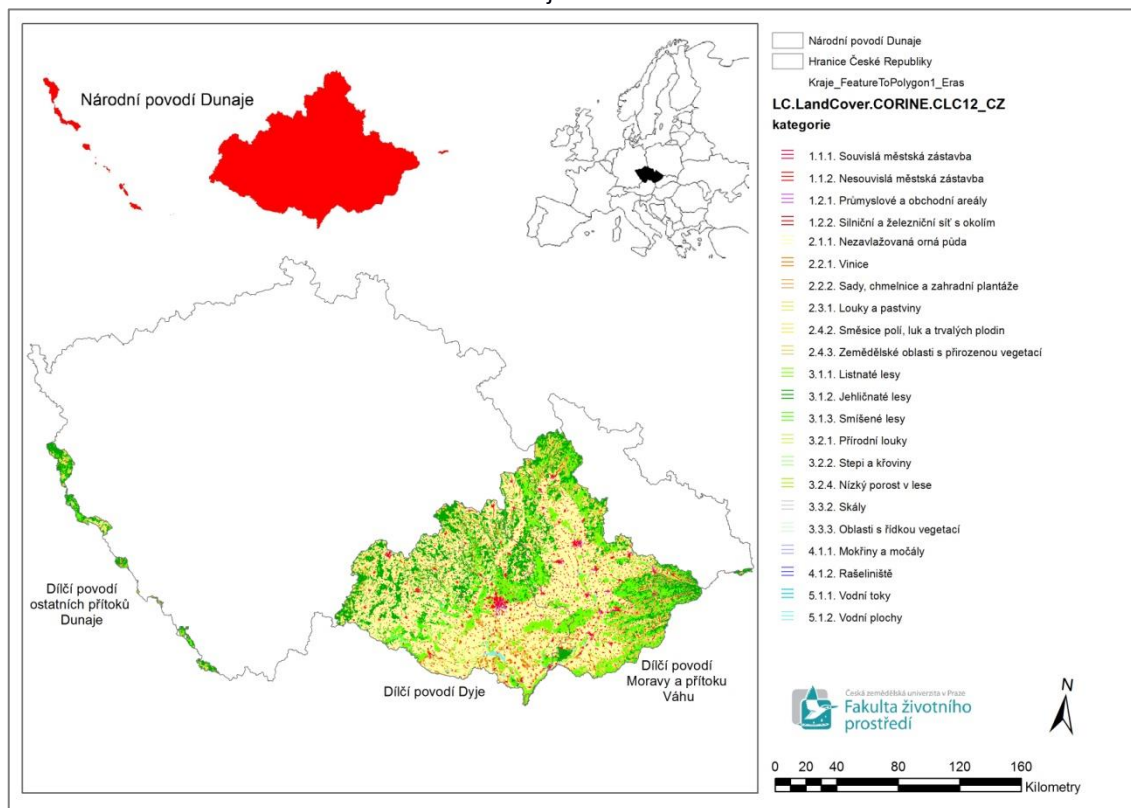 Národní povodí Dunaje
Dílčí povodí
ostatních přítoků
Dunaje
Dílčí povodí Dyje
Dílčí povodí
Moravy a přítoku
Váhu
Národní povodí Dunaje
Hranice České Republiky
Kraje_FeatureToPolygon1_Eras
LC.LandCover.CORINE.CLC12_CZ
kategorie
1.1.1. Souvislá městská zástavba
1.1.2. Nesouvislá městská zástavba
1.2.1. Průmyslové a obchodní areály
1.2.2. Silniční a železniční síť s okolím
2.1.1. Nezavlažovaná orná půda
2.2.1. Vinice
2.2.2. Sady, chmelnice a zahradní plantáže
2.3.1. Louky a pastviny
2.4.2. Směsice polí, luk a trvalých plodin
2.4.3. Zemědělské oblasti s přirozenou vegetací
3.1.1. Listnaté lesy
3.1.2. Jehličnaté lesy
3.1.3. Smíšené lesy
3.2.1. Přírodní louky
3.2.2. Stepi a křoviny
3.2.4. Nízký porost v lese
3.3.2. Skály
3.3.3. Oblasti s řídkou vegetací
4.1.1. Mokřiny a močály
4.1.2. Rašeliniště
5.1.1. Vodní toky
5.1.2. Vodní plochy
Česká zemědělská univerzita v Praze
Fakulta životního
prostředí
N
0 20 40 80 120 160
Kilometry